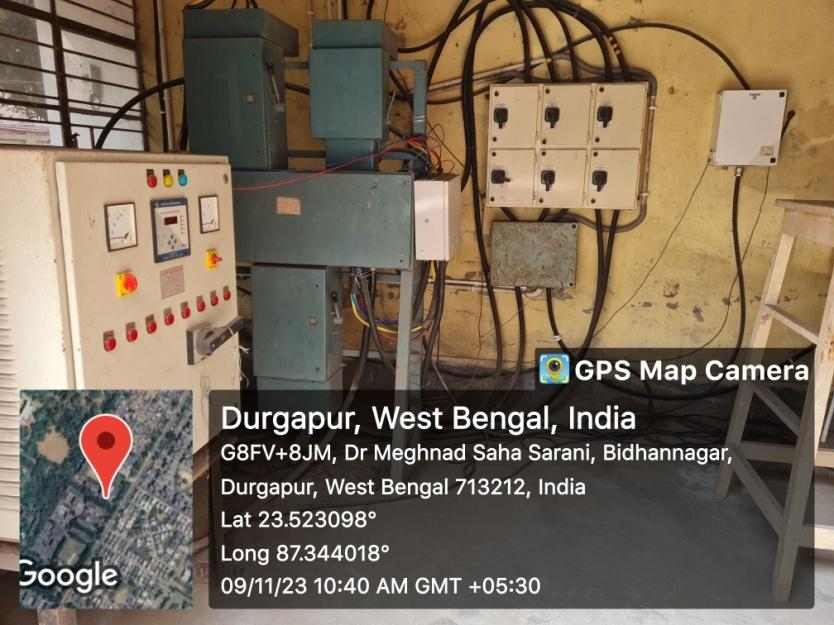 GPS Map Camera
Durgapur, West Bengal, India
G8FV+8JM, Dr Meghnad Saha Sarani, Bidhannagar,
Durgapur, West Bengal 713212, India
Lat 23.523098°
Long 87.344018°
09/11/23 10:40 AM GMT +05:30
Google